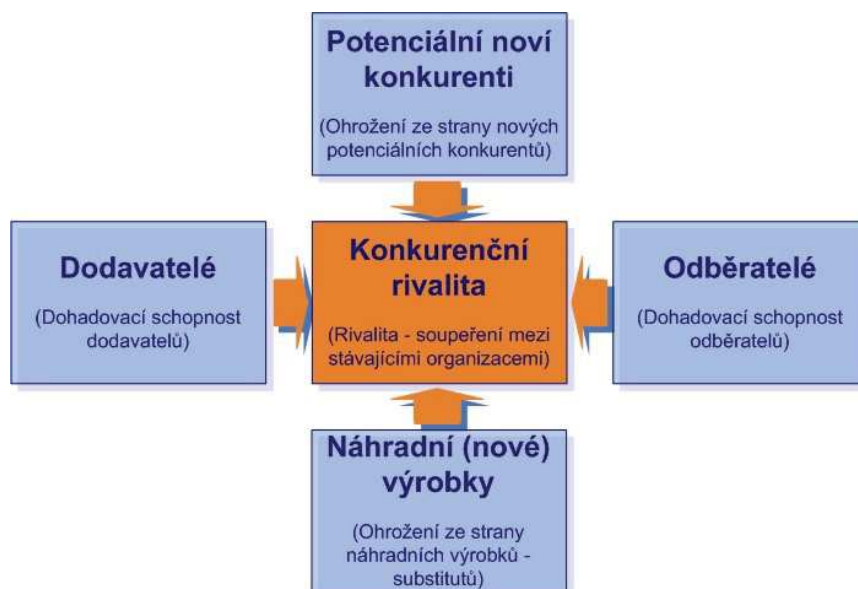 Potenciální noví
konkurenti
(Ohrožení ze strany nových
potenciálních konkurentů)
Dodavatelé
(Dohadovací schopnost
dodavatelů)
Konkurenční
rivalita
(Rivalita - soupeření mezi
stávajícími organizacemi)
Odběratelé
(Dohadovací schopnost
odběratelů)
Náhradní (nové)
výrobky
(Ohrožení ze strany
náhradních výrobků -
substitutů)